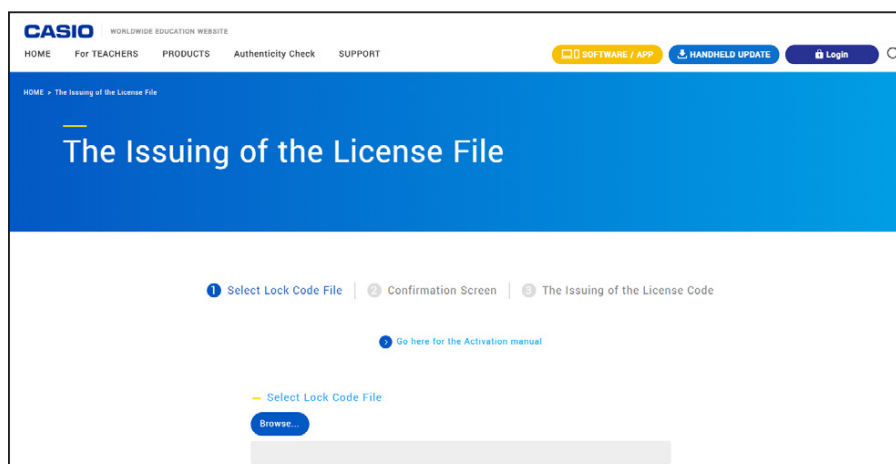 CASIO WORLDWIDE EDUCATION WEBSITE
HOME For TEACHERS PRODUCTS Authenticity Check SUPPORT SOFTWARE / APP HANDHELD UPDATE Login
HOME > The Issuing of the License File
The Issuing of the License File
1 Select Lock Code File 2 Confirmation Screen 3 The Issuing of the License Code
Go here for the Activation manual
Select Lock Code File
Browse...